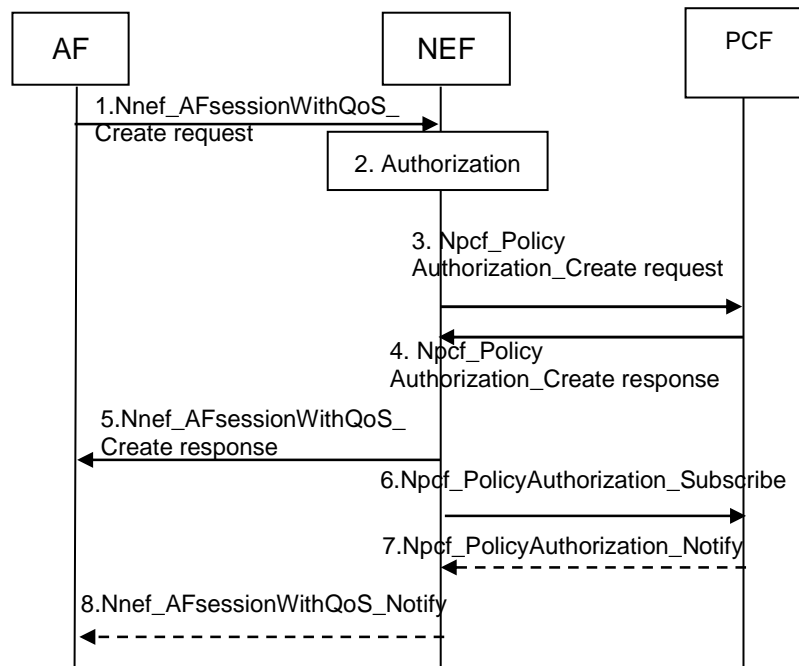 AF
NEF
PCF
1.Nnef_AFsessionWithQoS_
Create request
2. Authorization
3. Npcf_Policy
Authorization_Create request
4. Npcf_Policy
Authorization_Create response
5.Nnef_AFsessionWithQoS_
Create response
6.Npcf_PolicyAuthorization_Subscribe
7.Npcf_PolicyAuthorization_Notify
8.Nnef_AFsessionWithQoS_Notify